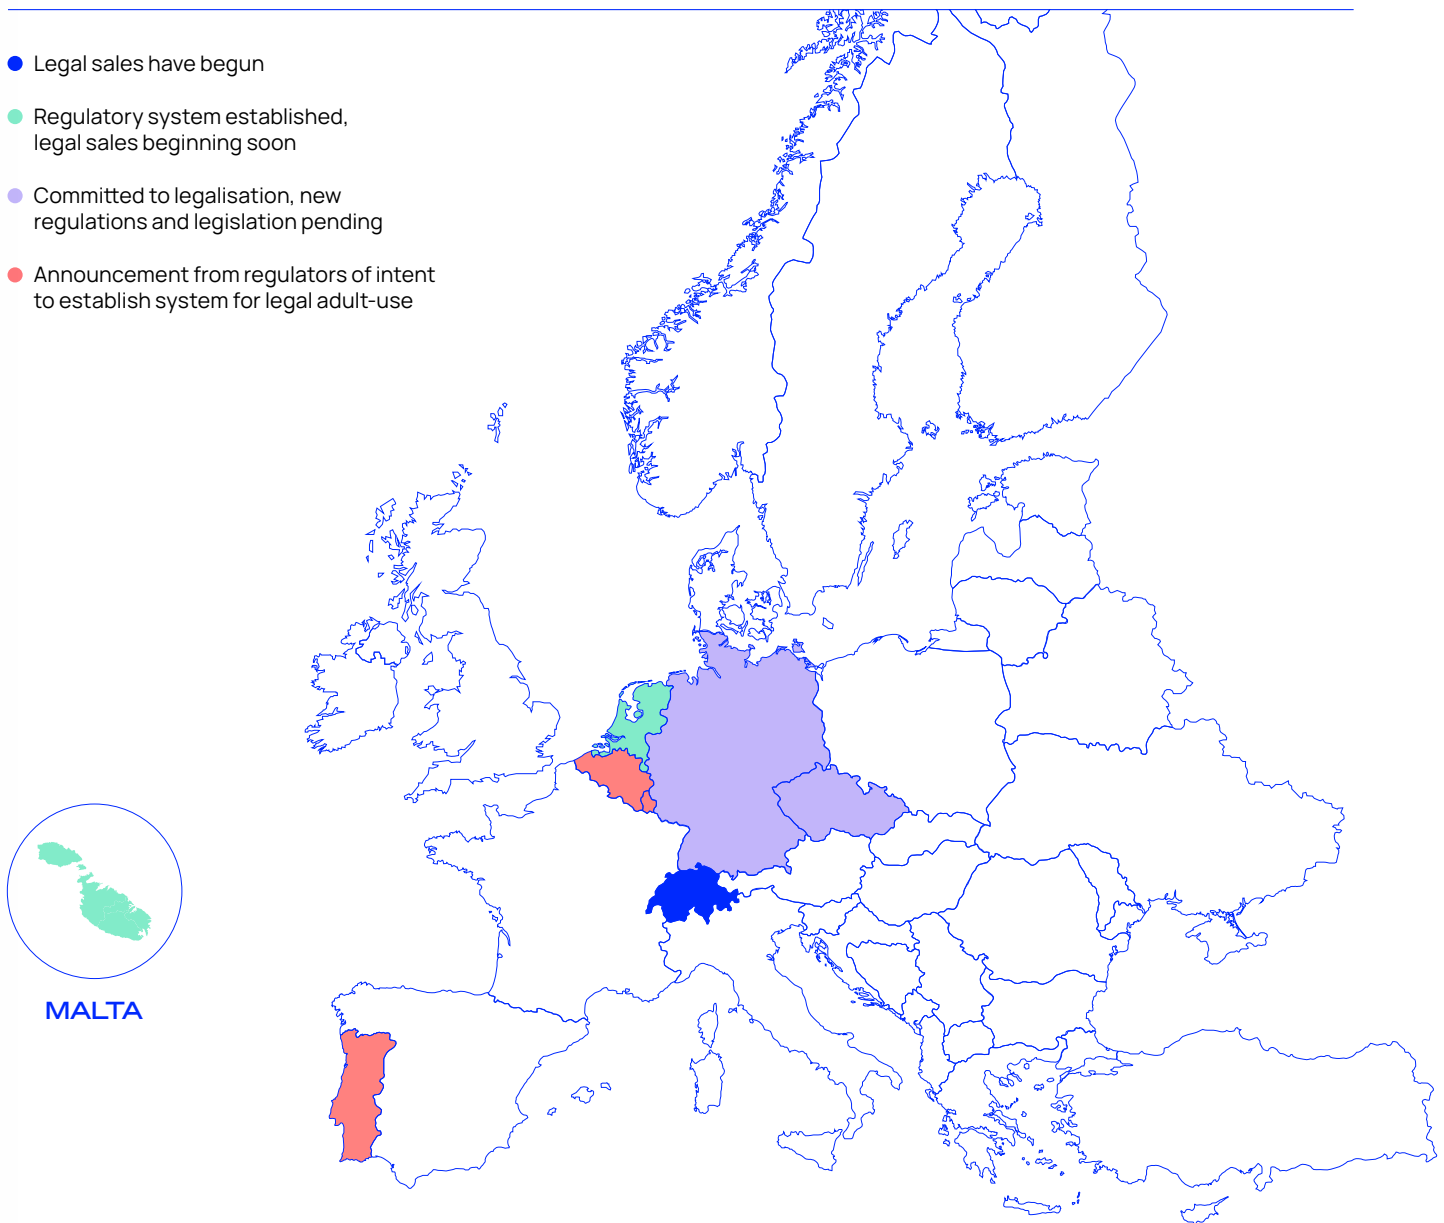 Legal sales have begun
Regulatory system established,
legal sales beginning soon
Committed to legalisation, new
regulations and legislation pending
Announcement from regulators of intent
to establish system for legal adult-use
MALTA